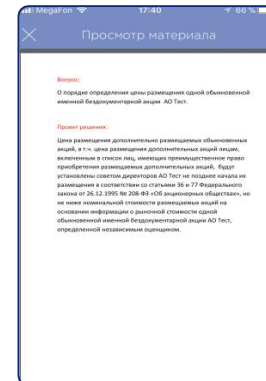 MegaFon 17:40 66 %
Просмотр материала
Вопрос:
О порядке определения цены размещения одной обыкновенной
именной бездокументарной акции АО Тест.
Проект решения:
Цена размещения дополнительно размещаемых обыкновенных
акций, в т.ч. цена размещения дополнительных акций лицам,
включенным в список лиц, имеющих преимущественное право
приобретения размещаемых дополнительных акций, будут
установлены советом директоров АО Тест не позднее начала их
размещения в соответствии со статьями 36 и 77 Федерального
закона от 26.12.1995 № 208-ФЗ «Об акционерных обществах», но
не ниже номинальной стоимости размещаемых акций на
основании информации о рыночной стоимости одной
обыкновенной именной бездокументарной акции АО Тест,
определенной независимым оценщиком.